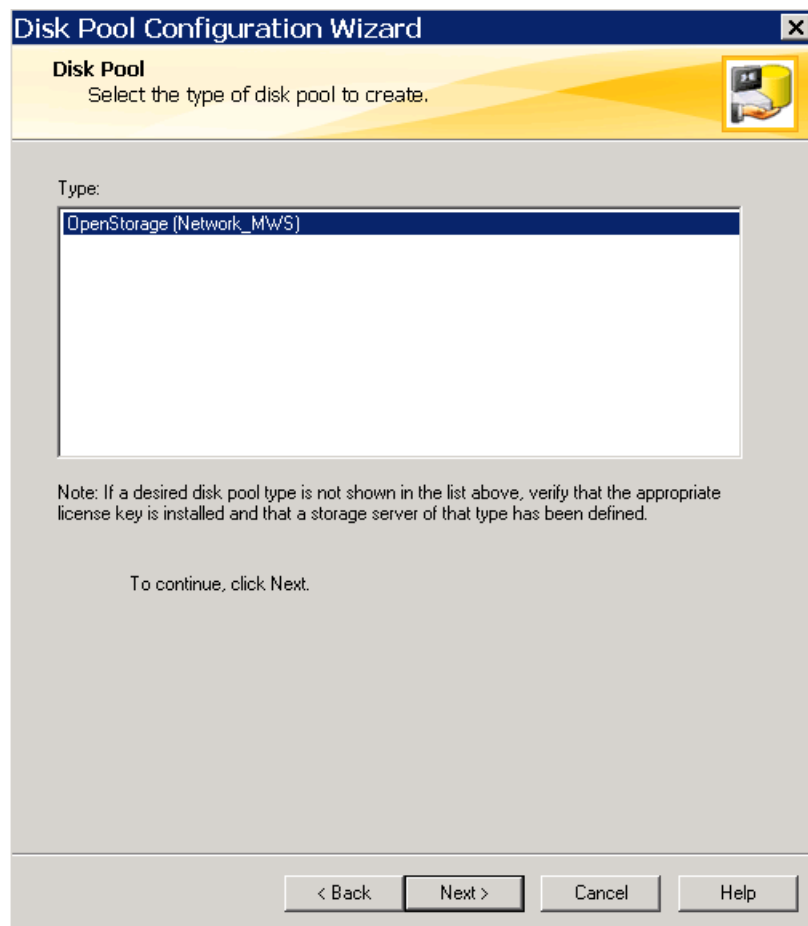 Disk Pool Configuration Wizard
Disk Pool
Select the type of disk pool to create.
Type:
OpenStorage (Network_MWS)
Note: If a desired disk pool type is not shown in the list above, verify that the appropriate
license key is installed and that a storage server of that type has been defined.
To continue, click Next.
< Back
Next >
Cancel
Help